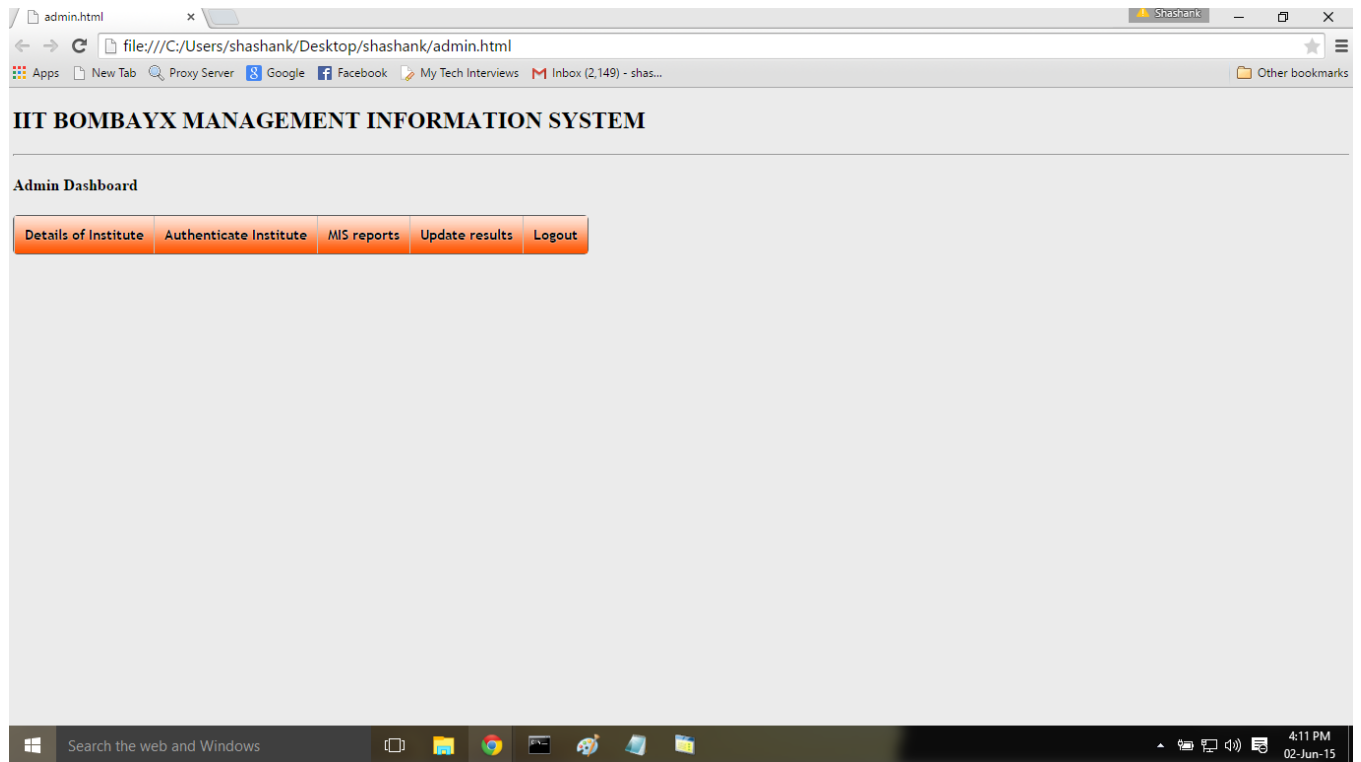 admin.html
Shashank
file:///C:/Users/shashank/Desktop/shashank/admin.html
Apps New Tab Proxy Server Google Facebook My Tech Interviews Inbox (2,149) - shas... Other bookmarks
IIT BOMBAYX MANAGEMENT INFORMATION SYSTEM
Admin Dashboard
Details of Institute Authenticate Institute MIS reports Update results Logout
Search the web and Windows
4:11 PM
02-Jun-15